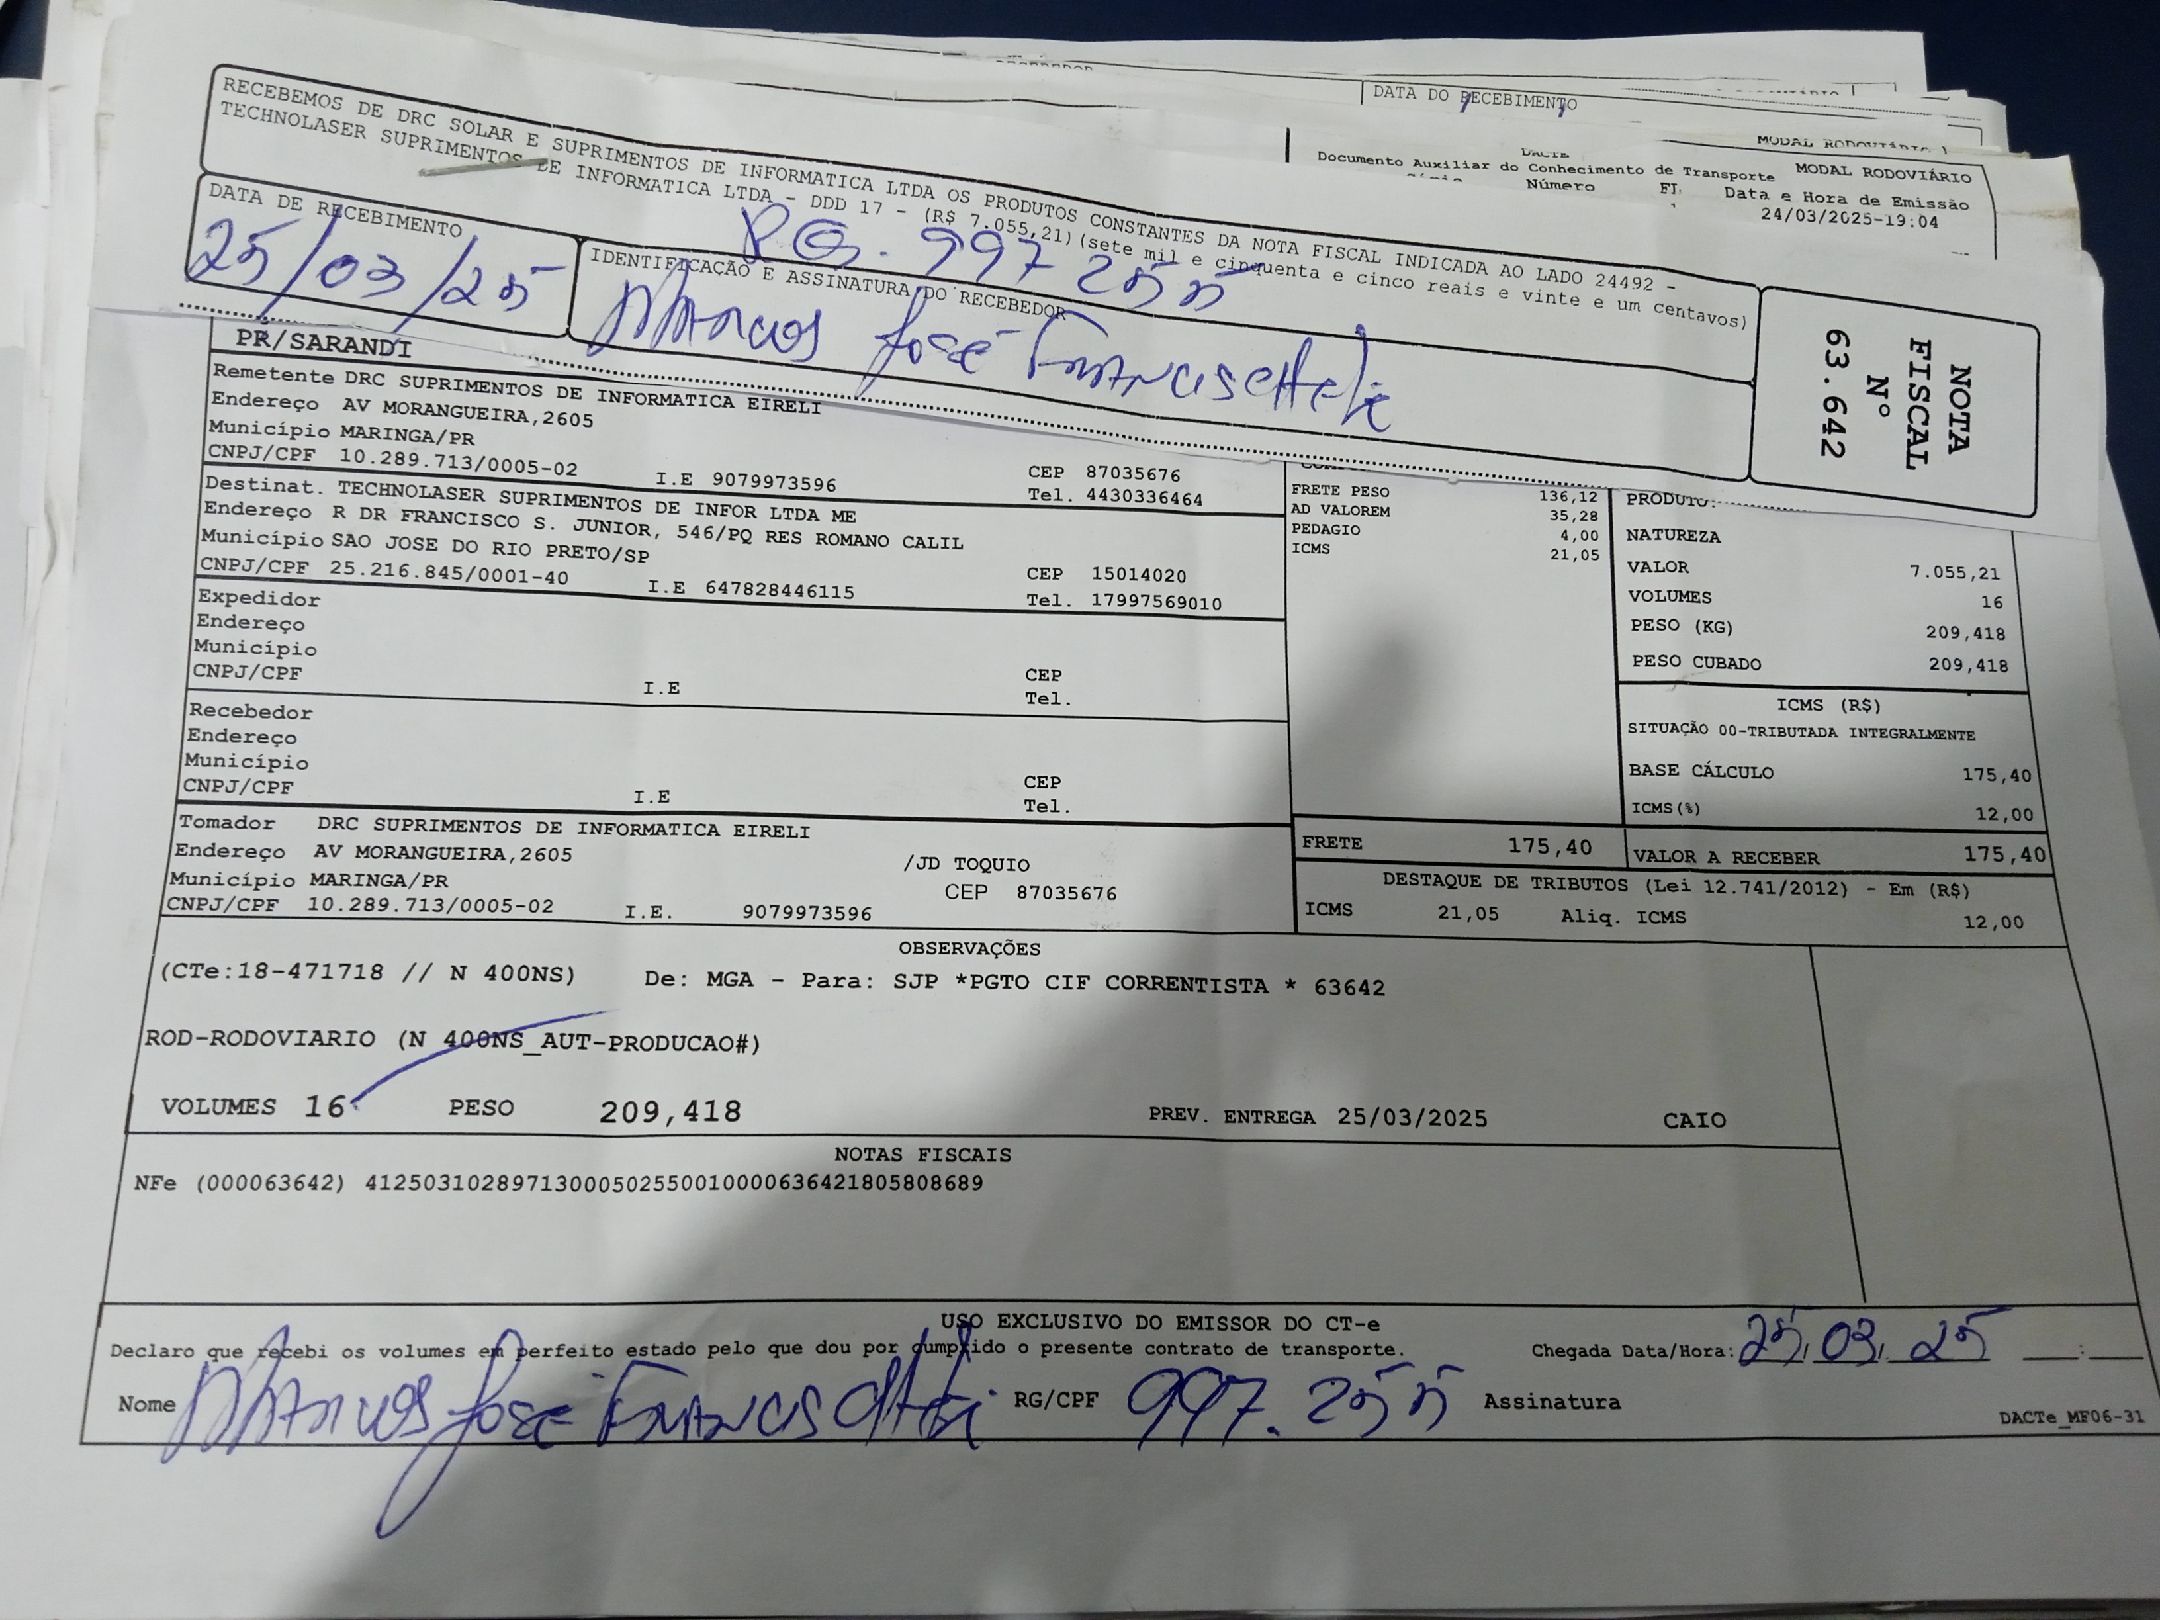 DATA DO RECEBIMENTO
MODAL RODOVIÁRIO
DACTE
Documento Auxiliar do Conhecimento de Transporte MODAL RODOVIÁRIO
Número Data e Hora de Emissão
24/03/2025-19:04
RECEBEMOS DE DRC SOLAR E SUPRIMENTOS DE INFORMATICA LTDA OS PRODUTOS CONSTANTES DA NOTA FISCAL INDICADA AO LADO 24492 -
TECHNOLASER SUPRIMENTOS DE INFORMATICA LTDA - DDD 17 - (R$ 7.055,21) (sete mil e cinquenta e cinco reais e vinte e um centavos)
DATA DE RECEBIMENTO
25/03/25
IDENTIFICAÇÃO E ASSINATURA DO RECEBEDOR
RG. 997 255
Marcos José
NOTA
FISCAL
N°
63.642
PR/SARANDI
Remetente DRC SUPRIMENTOS DE INFORMATICA EIRELI
Endereço AV MORANGUEIRA,2605
Município MARINGA/PR
CNPJ/CPF 10.289.713/0005-02 I.E 9079973596
CEP 87035676
Tel. 4430336464
Destinat. TECHNOLASER SUPRIMENTOS DE INFOR LTDA ME
Endereço R DR FRANCISCO S. JUNIOR, 546/PQ RES ROMANO CALIL
Município SAO JOSE DO RIO PRETO/SP
CNPJ/CPF 25.216.845/0001-40 I.E 647828446115
CEP 15014020
Tel. 17997569010
Expedidor
Endereço
Município
CNPJ/CPF I.E
CEP
Tel.
Recebedor
Endereço
Município
CNPJ/CPF I.E
CEP
Tel.
Tomador DRC SUPRIMENTOS DE INFORMATICA EIRELI
Endereço AV MORANGUEIRA,2605 /JD TOQUIO
Município MARINGA/PR CEP 87035676
CNPJ/CPF 10.289.713/0005-02 I.E. 9079973596
FRETE PESO 136,12
AD VALOREM 35,28
PEDAGIO 4,00
ICMS 21,05
PRODUTO
NATUREZA
VALOR 7.055,21
VOLUMES 16
PESO (KG) 209,418
PESO CUBADO 209,418
ICMS (R$)
SITUAÇÃO 00-TRIBUTADA INTEGRALMENTE
BASE CÁLCULO 175,40
ICMS(%) 12,00
FRETE 175,40 VALOR A RECEBER 175,40
DESTAQUE DE TRIBUTOS (Lei 12.741/2012) - Em (R$)
ICMS 21,05 Aliq. ICMS 12,00
OBSERVAÇÕES
(CTe:18-471718 // N 400NS) De: MGA - Para: SJP *PGTO CIF CORRENTISTA * 63642
ROD-RODOVIARIO (N 400NS_AUT-PRODUCAO#)
VOLUMES 16 PESO 209,418 PREV. ENTREGA 25/03/2025 CAIO
NOTAS FISCAIS
NFe (000063642) 41250310289713000502550010000636421805808689
USO EXCLUSIVO DO EMISSOR DO CT-e
Declaro que recebi os volumes em perfeito estado pelo que dou por cumprido o presente contrato de transporte. Chegada Data/Hora: 25.03.25 __:__
Nome Marcos José RG/CPF 997.255 Assinatura
DACTe_MF06-31